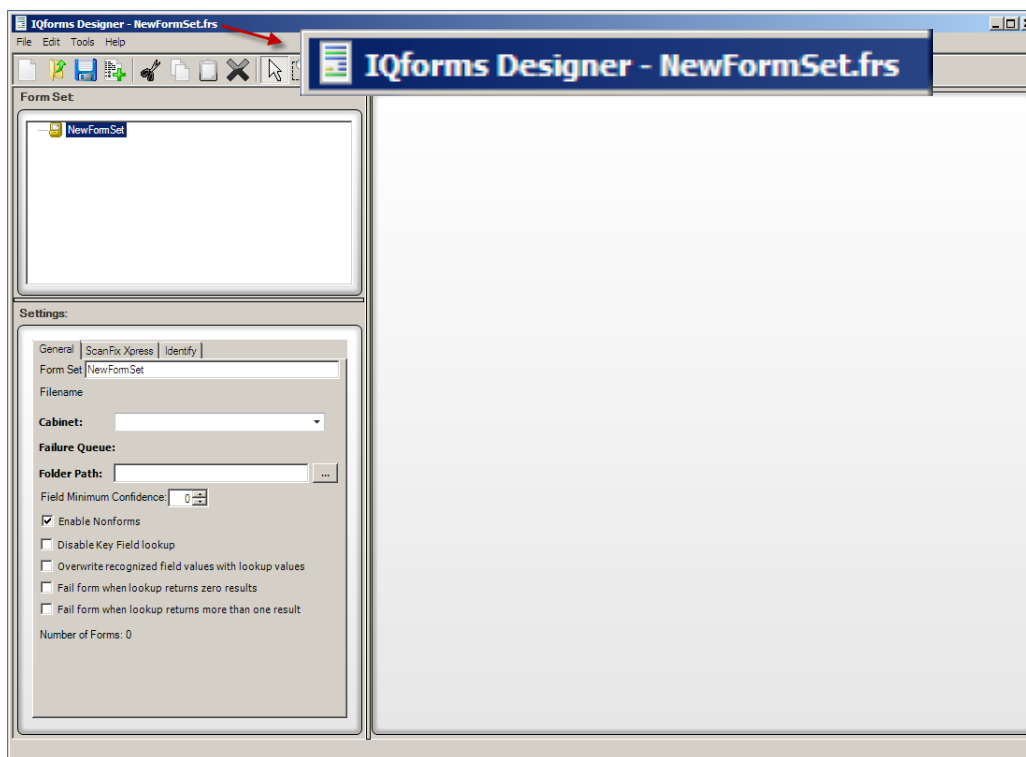 IQforms Designer - NewFormSet.frs
File Edit Tools Help
IQforms Designer - NewFormSet.frs
Form Set
NewFormSet
Settings:
General ScanFix Xpress Identify
Form Set NewFormSet
Filename
Cabinet:
Failure Queue:
Folder Path: ...
Field Minimum Confidence: 0
Enable Nonforms
Disable Key Field lookup
Overwrite recognized field values with lookup values
Fail form when lookup returns zero results
Fail form when lookup returns more than one result
Number of Forms: 0